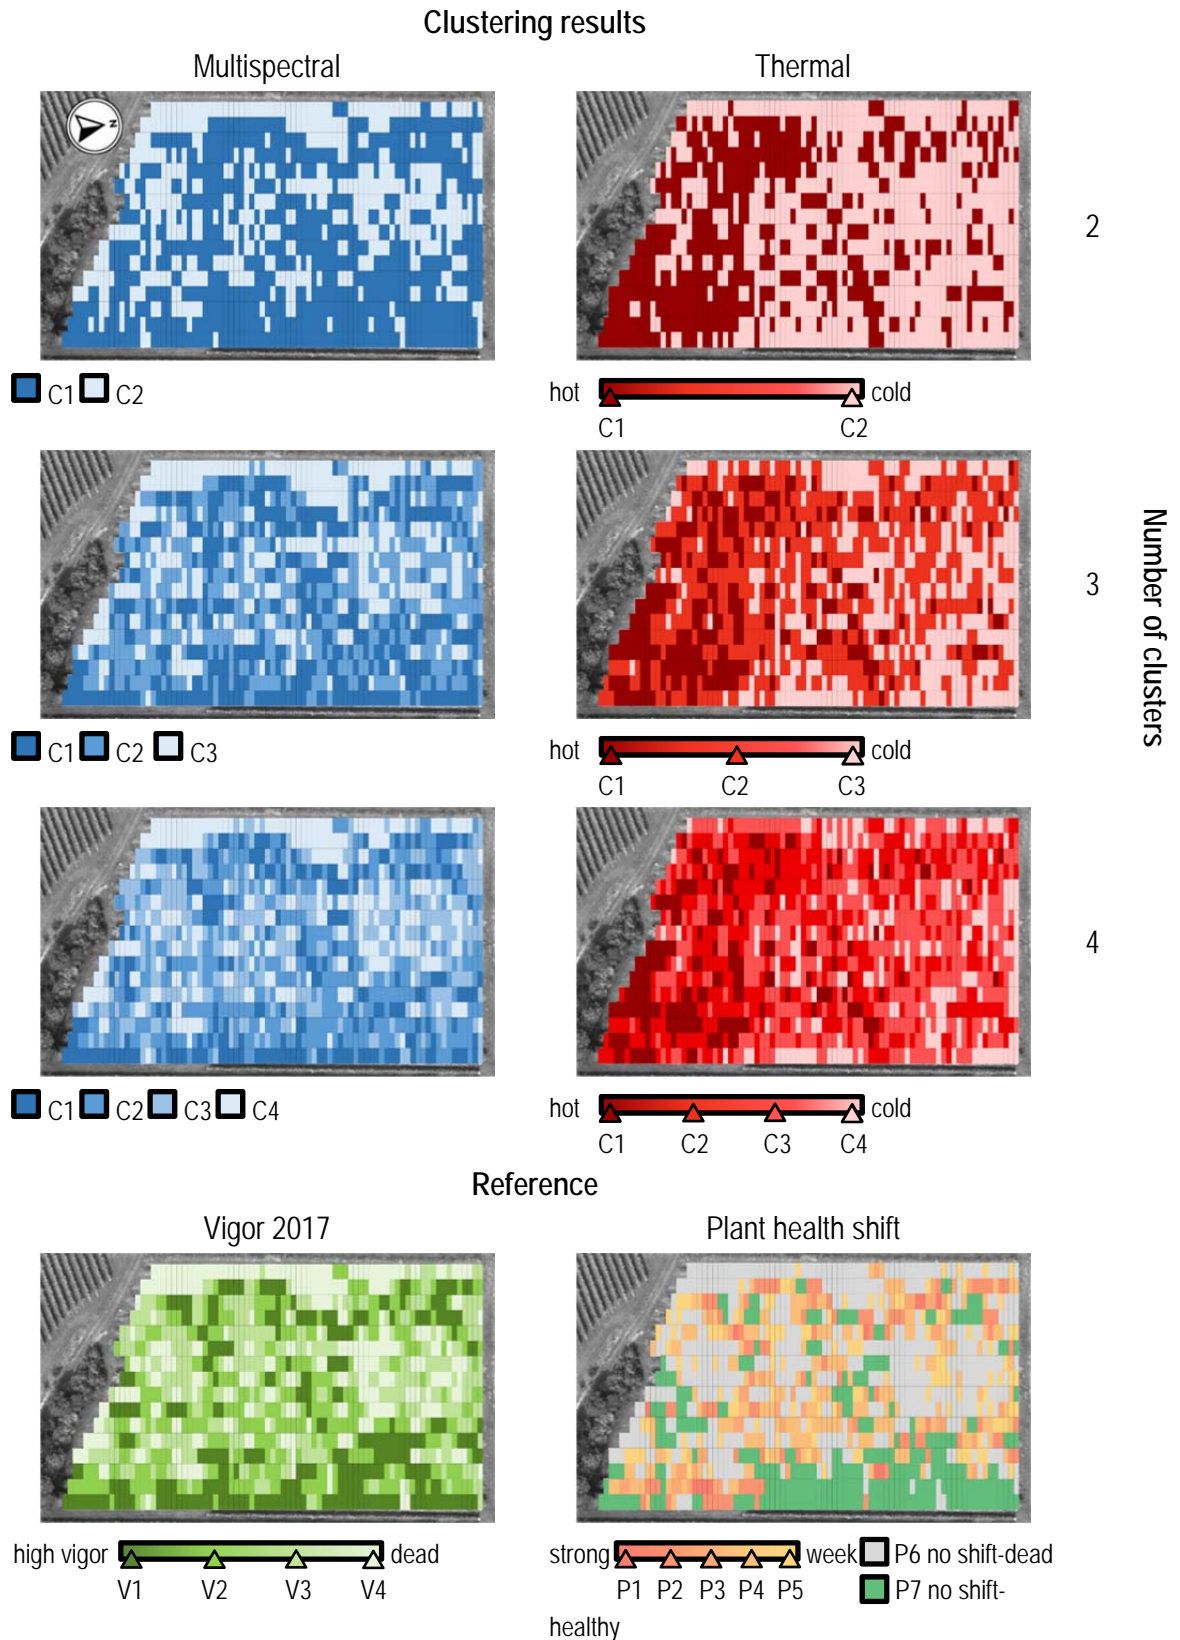 Clustering results
Multispectral
Thermal
N
2
C1 C2
hot cold
C1 C2
3
Number of clusters
C1 C2 C3
hot cold
C1 C2 C3
4
C1 C2 C3 C4
hot cold
C1 C2 C3 C4
Reference
Vigor 2017
Plant health shift
high vigor dead
V1 V2 V3 V4
strong week P6 no shift-dead
P1 P2 P3 P4 P5 P7 no shift-
healthy